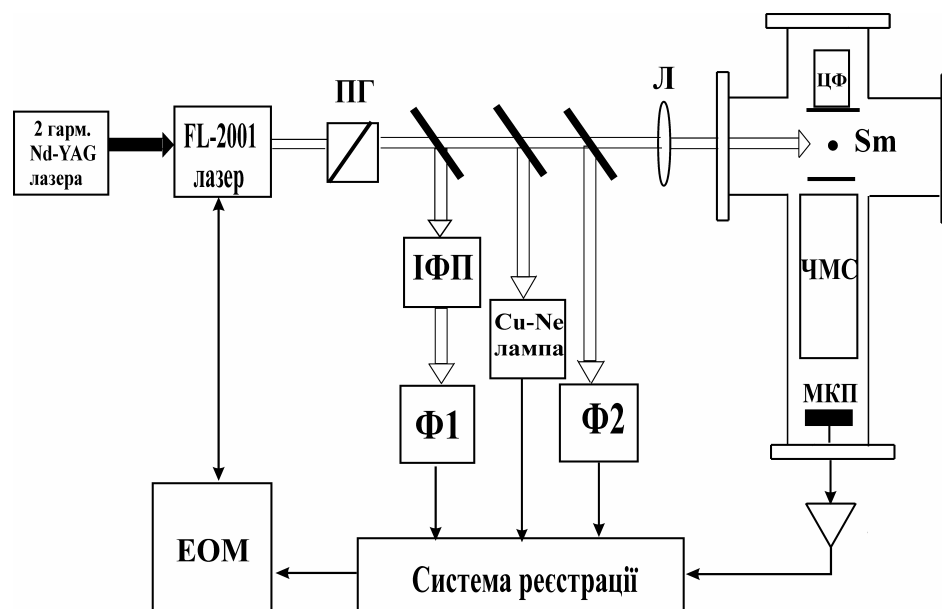 ПГ
Л
ЦФ
2 гарм.
Nd-YAG
лазера
FL-2001
лазер
Sm
ІФП
ЧМС
Cu-Ne
лампа
МКП
Ф1
Ф2
ЕОМ
Система реєстрації